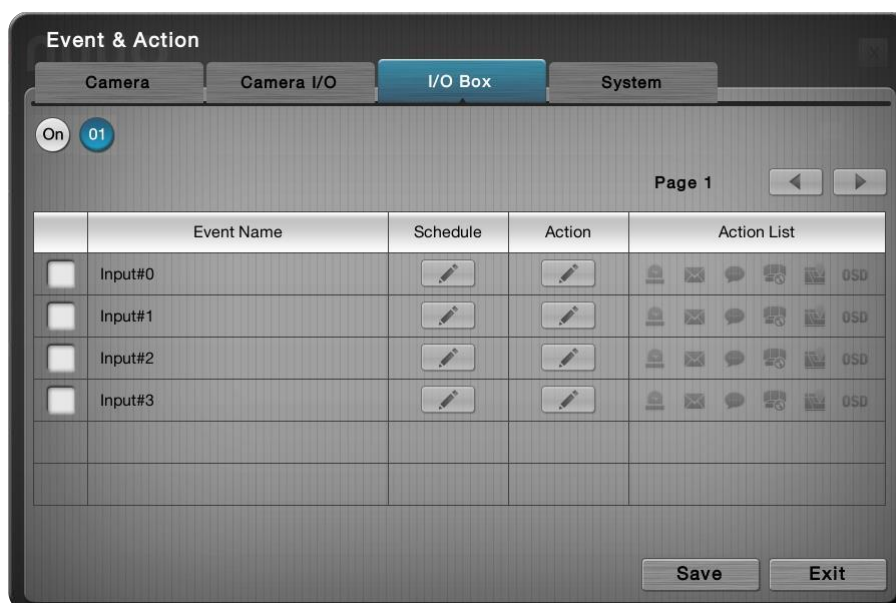 Event & Action
Camera Camera I/O I/O Box System
On 01
Page 1
Event Name Schedule Action Action List
Input#0 OSD
Input#1 OSD
Input#2 OSD
Input#3 OSD
Save Exit